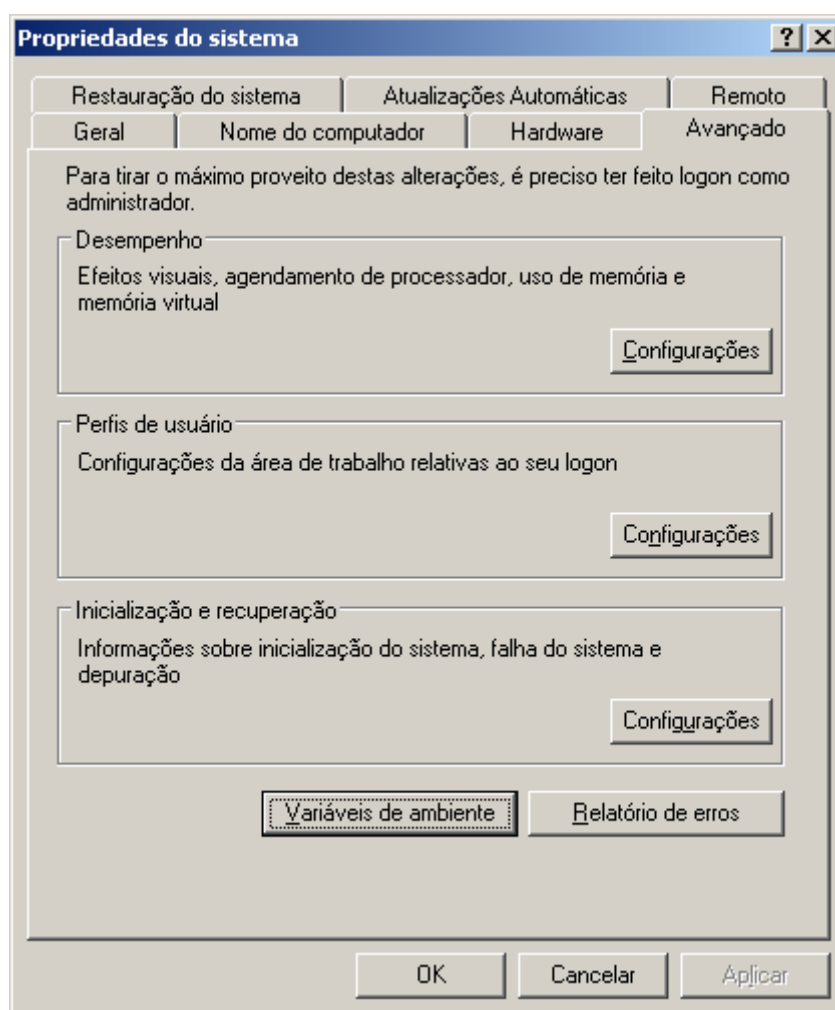 Propriedades do sistema
Restauração do sistema
Atualizações Automáticas
Remoto
Geral
Nome do computador
Hardware
Avançado
Para tirar o máximo proveito destas alterações, é preciso ter feito logon como
administrador.
Desempenho
Efeitos visuais, agendamento de processador, uso de memória e
memória virtual
Configurações
Perfis de usuário
Configurações da área de trabalho relativas ao seu logon
Configurações
Inicialização e recuperação
Informações sobre inicialização do sistema, falha do sistema e
depuração
Configurações
Variáveis de ambiente
Relatório de erros
OK
Cancelar
Aplicar